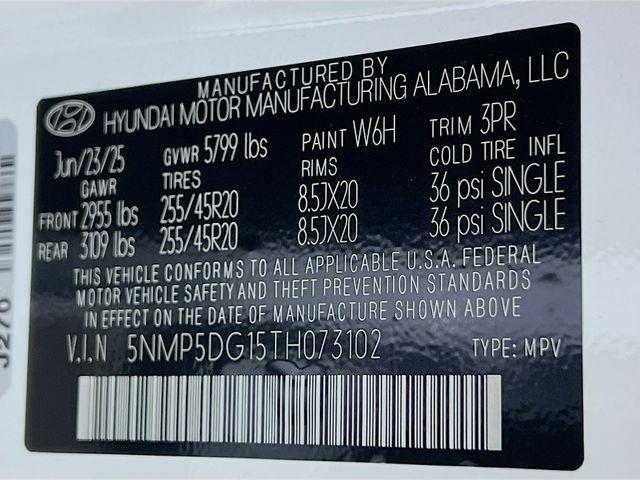 MANUFACTURED BY
HYUNDAI MOTOR MANUFACTURING ALABAMA, LLC
Jun/23/25 GVWR 5799 lbs PAINT W6H TRIM 3PR
GAWR TIRES RIMS COLD TIRE INFL
FRONT 2955 lbs 255/45R20 8.5JX20 36 psi SINGLE
REAR 3109 lbs 255/45R20 8.5JX20 36 psi SINGLE
THIS VEHICLE CONFORMS TO ALL APPLICABLE U.S.A. FEDERAL
MOTOR VEHICLE SAFETY AND THEFT PREVENTION STANDARDS
IN EFFECT ON THE DATE OF MANUFACTURE SHOWN ABOVE
V.I.N 5NMP5DG15TH073102 TYPE: MPV
J276